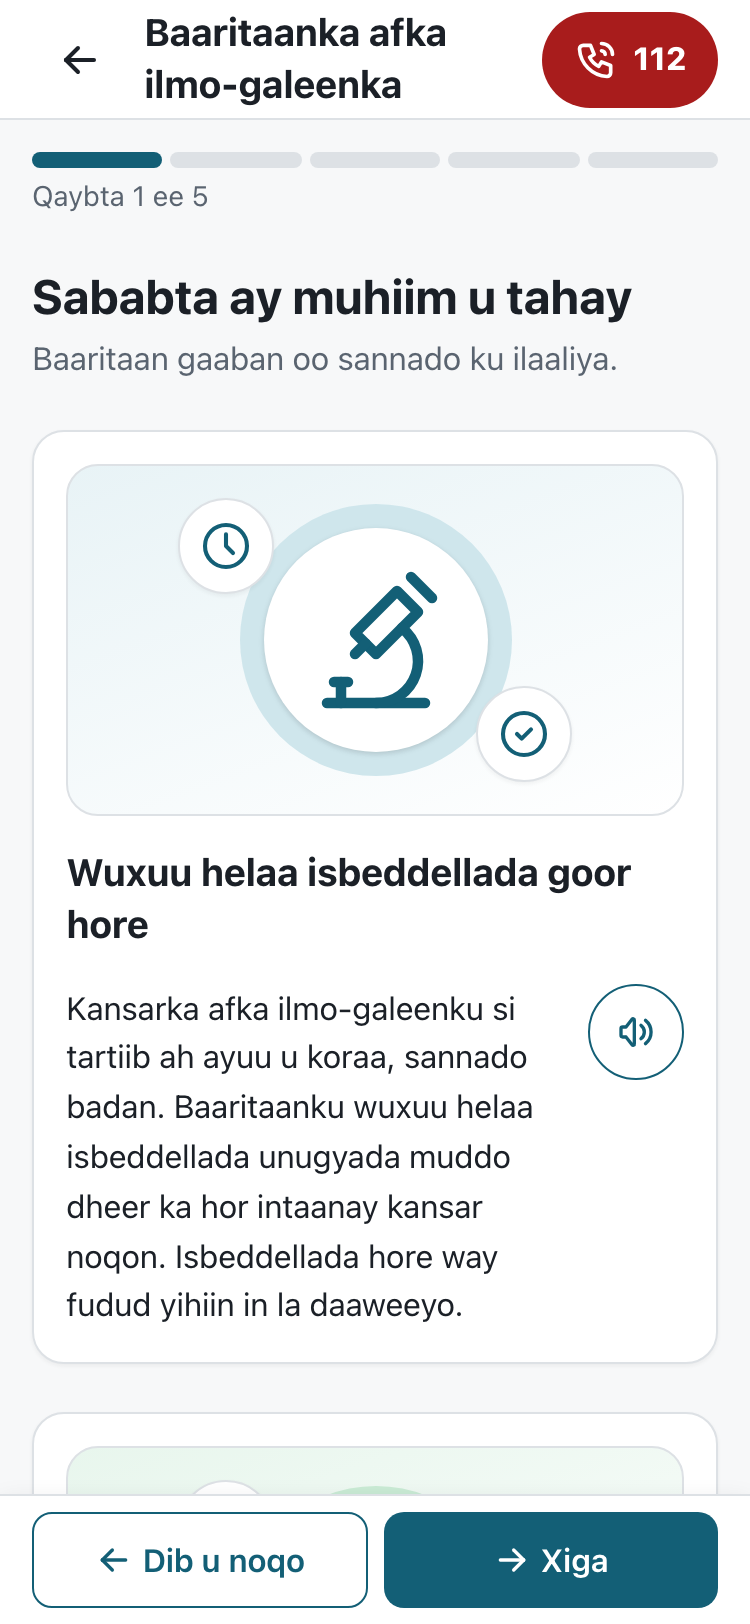 Baaritaanka afka
ilmo-galeenka
112
Qaybta 1 ee 5
Sababta ay muhiim u tahay
Baaritaan gaaban oo sannado ku ilaaliya.
Wuxuu helaa isbeddellada goor
hore
Kansarka afka ilmo-galeenku si
tartiib ah ayuu u koraa, sannado
badan. Baaritaanku wuxuu helaa
isbeddellada unugyada muddo
dheer ka hor intaanay kansar
noqon. Isbeddellada hore way
fudud yihiin in la daaweeyo.
Dib u noqo
Xiga